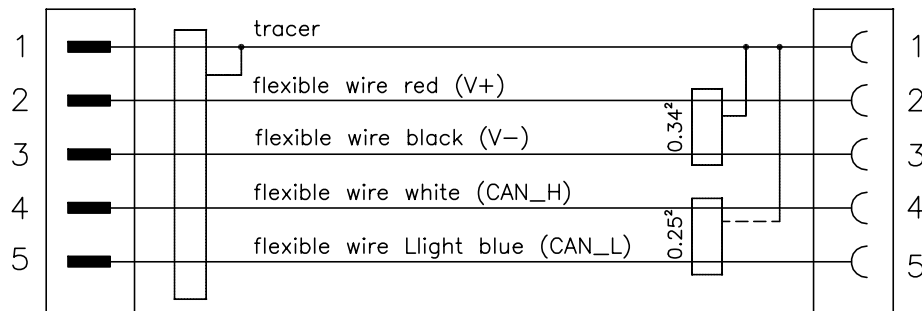 tracer
1 1
flexible wire red (V+)
2 2
0.34²
flexible wire black (V-)
3 3
flexible wire white (CAN_H)
4 4
0.25²
flexible wire Llight blue (CAN_L)
5 5